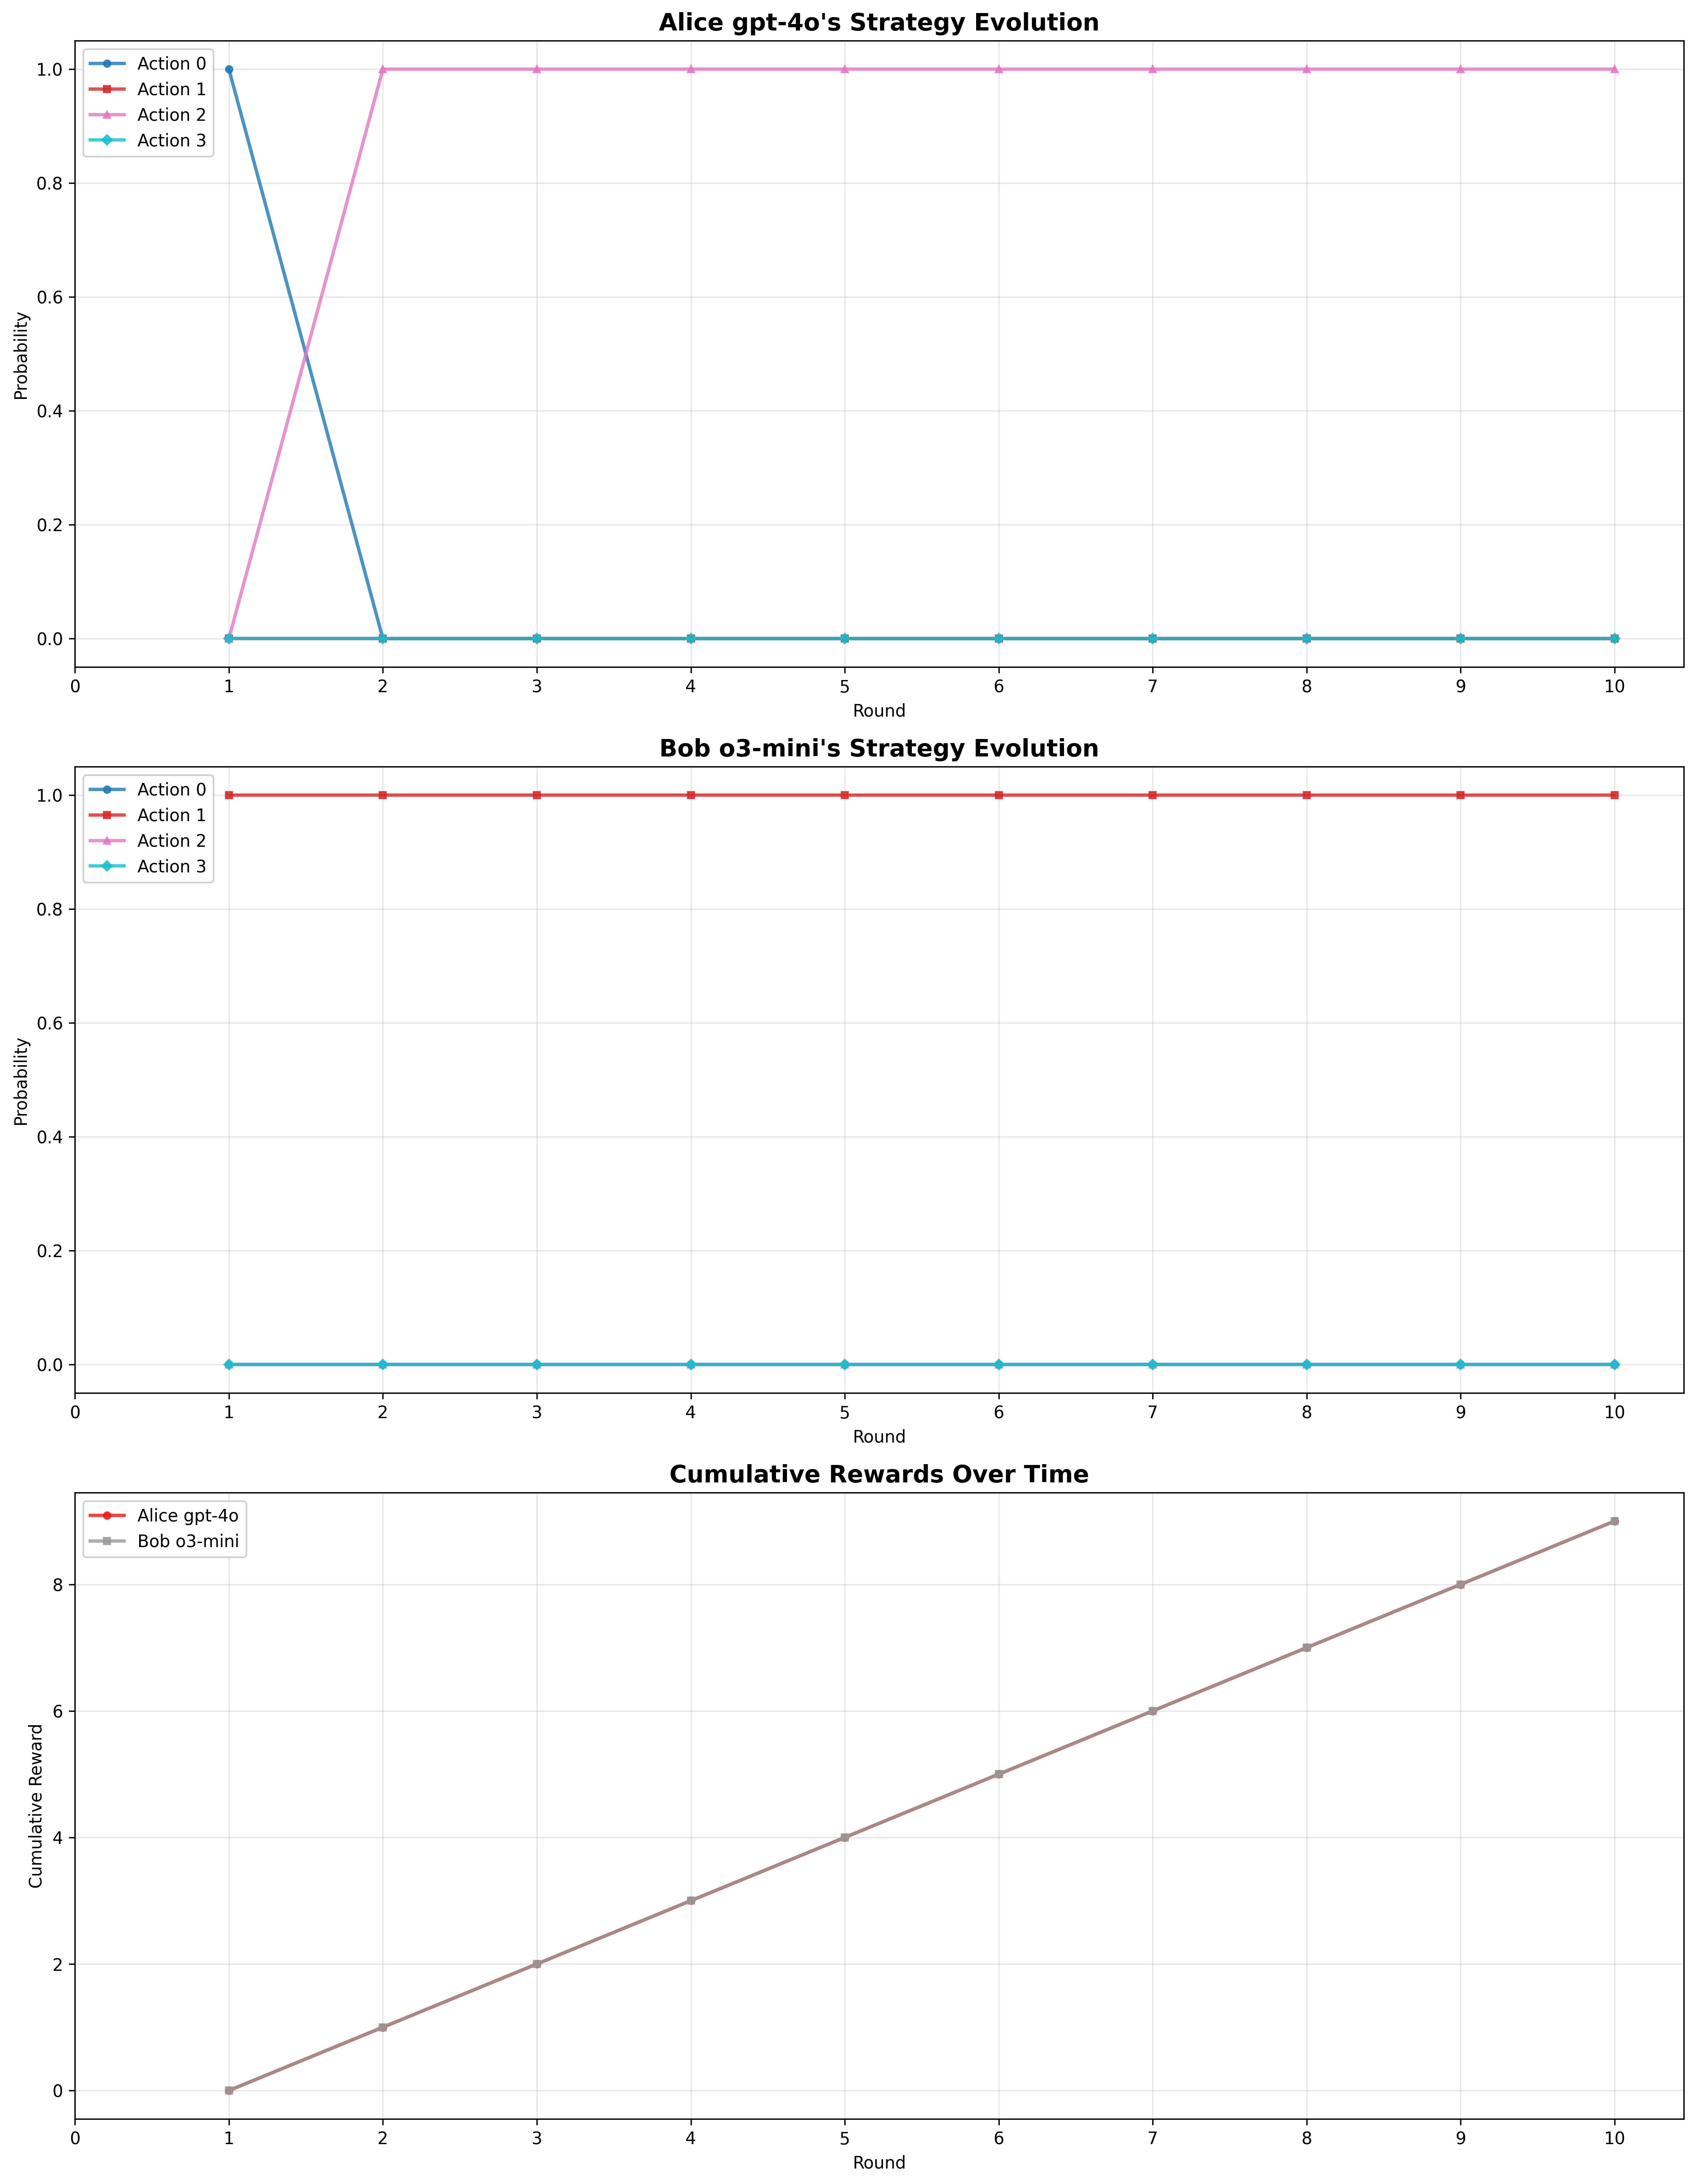 Alice gpt-4o's Strategy Evolution
Action 0
Action 1
Action 2
Action 3
1.0
0.8
0.6
0.4
0.2
0.0
Probability
0 1 2 3 4 5 6 7 8 9 10
Round
Bob o3-mini's Strategy Evolution
Action 0
Action 1
Action 2
Action 3
1.0
0.8
0.6
0.4
0.2
0.0
Probability
0 1 2 3 4 5 6 7 8 9 10
Round
Cumulative Rewards Over Time
Alice gpt-4o
Bob o3-mini
8
6
4
2
0
Cumulative Reward
0 1 2 3 4 5 6 7 8 9 10
Round